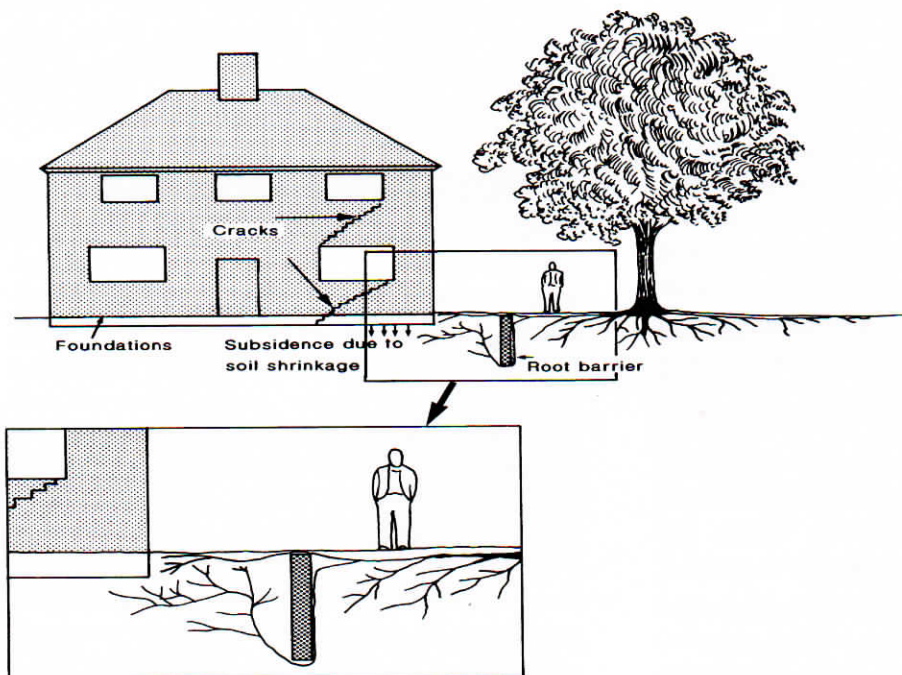 Cracks
Foundations
Subsidence due to
soil shrinkage
Root barrier